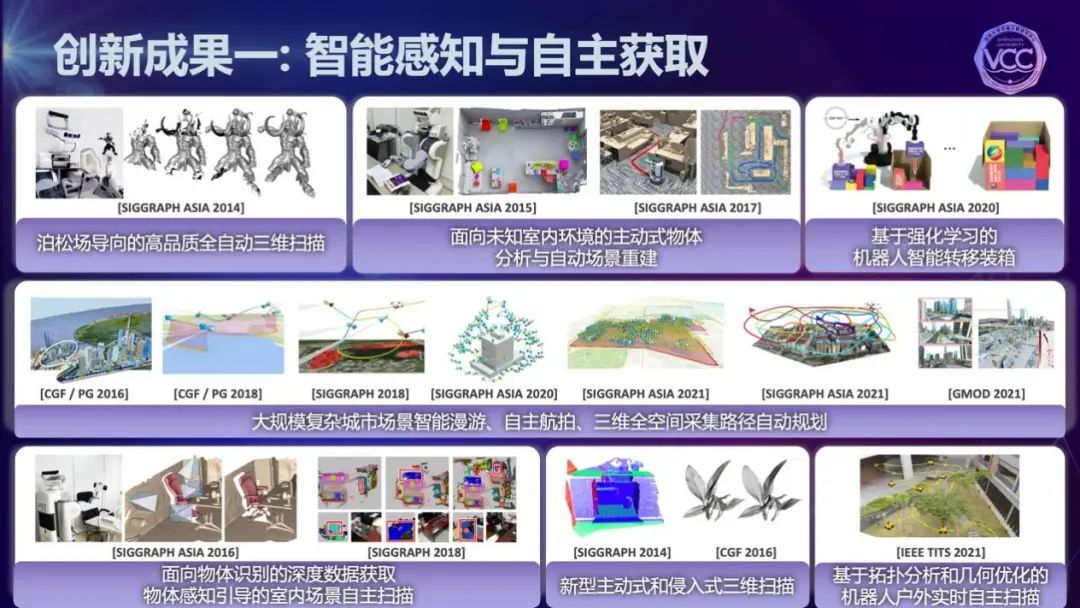 创新成果一: 智能感知与自主获取
SHENZHEN
UNIVERSITY
VCC
[SIGGRAPH ASIA 2014]
泊松场导向的高品质全自动三维扫描
[SIGGRAPH ASIA 2015]
[SIGGRAPH ASIA 2017]
面向未知室内环境的主动式物体
分析与自动场景重建
...
[SIGGRAPH ASIA 2020]
基于强化学习的
机器人智能转移装箱
[CGF / PG 2016]
[CGF / PG 2018]
[SIGGRAPH 2018]
[SIGGRAPH ASIA 2020]
[SIGGRAPH ASIA 2021]
[SIGGRAPH ASIA 2021]
[GMOD 2021]
大规模复杂城市场景智能漫游、自主航拍、三维全空间采集路径自动规划
[SIGGRAPH ASIA 2016]
[SIGGRAPH 2018]
面向物体识别的深度数据获取
物体感知引导的室内场景自主扫描
[SIGGRAPH 2014]
[CGF 2016]
新型主动式和侵入式三维扫描
[IEEE TITS 2021]
基于拓扑分析和几何优化的
机器人户外实时自主扫描